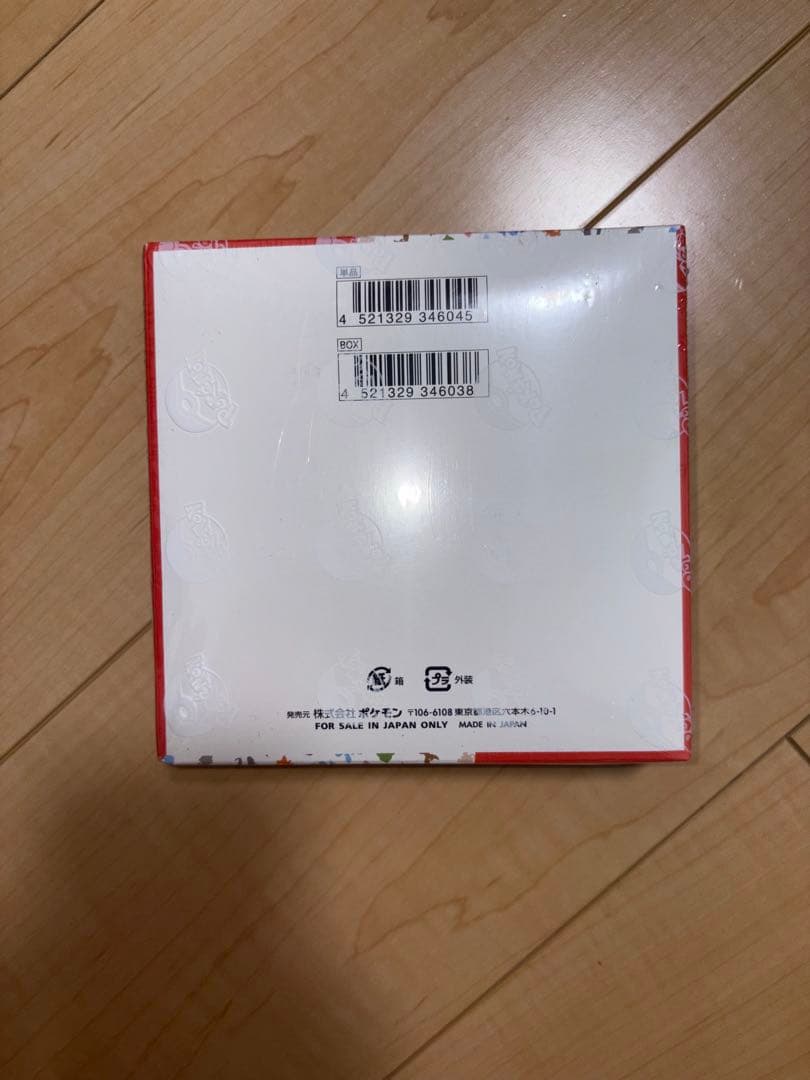 単品
4 521329 346045
BOX
4 521329 346038
紙 箱
プラ 外装
発売元 株式会社 ポケモン 〒106-6108 東京都港区六本木6-10-1
FOR SALE IN JAPAN ONLY MADE IN JAPAN